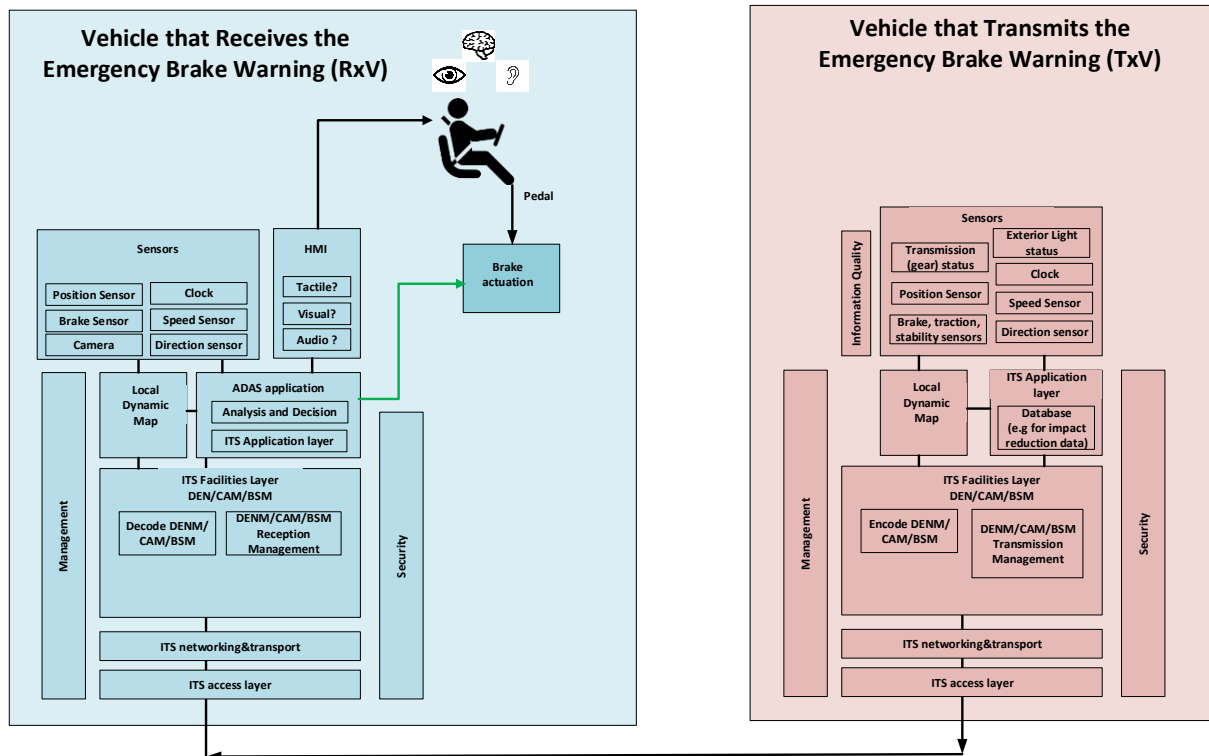 Vehicle that Receives the
Emergency Brake Warning (RxV)
Pedal
Sensors
Position Sensor
Clock
Brake Sensor
Speed Sensor
Camera
Direction sensor
HMI
Tactile?
Visual?
Audio ?
Brake
actuation
Management
Local
Dynamic
Map
ADAS application
Analysis and Decision
ITS Application layer
Security
ITS Facilities Layer
DEN/CAM/BSM
Decode DENM/
CAM/BSM
DENM/CAM/BSM
Reception
Management
ITS networking&transport
ITS access layer
Vehicle that Transmits the
Emergency Brake Warning (TxV)
Information Quality
Sensors
Transmission
(gear) status
Exterior Light
status
Clock
Position Sensor
Speed Sensor
Brake, traction,
stability sensors
Direction sensor
Management
Local
Dynamic
Map
ITS Application
layer
Database
(e.g for impact
reduction data)
Security
ITS Facilities Layer
DEN/CAM/BSM
Encode DENM/
CAM/BSM
DENM/CAM/BSM
Transmission
Management
ITS networking&transport
ITS access layer